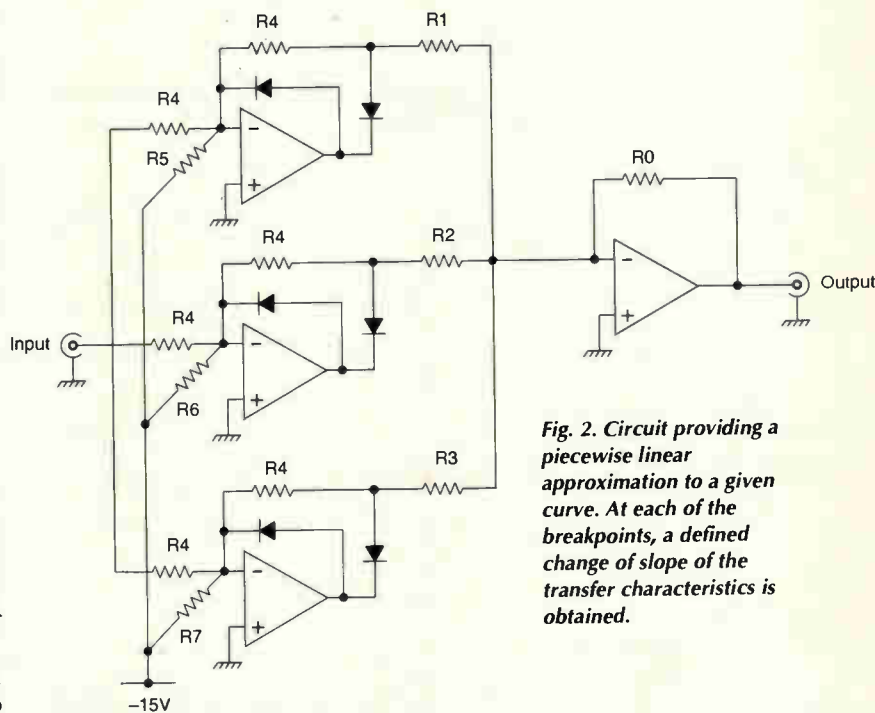 R4
R1
R4
R5
R0
R4
R2
Output
Input
R4
R6
R4
R3
R4
R7
-15V
Fig. 2. Circuit providing a
piecewise linear
approximation to a given
curve. At each of the
breakpoints, a defined
change of slope of the
transfer characteristics is
obtained.